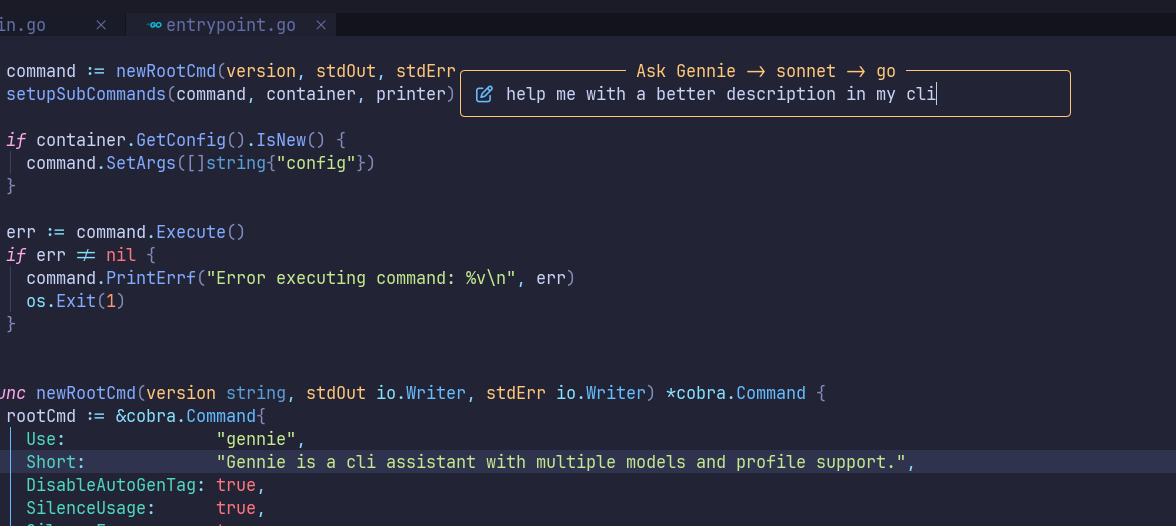 in.go × GO entrypoint.go ×
command := newRootCmd(version, stdOut, stdErr
Ask Gennie -> sonnet -> go
setupSubCommands(command, container, printer)
help me with a better description in my cli
if container.GetConfig().IsNew() {
command.SetArgs([]string{"config"})
}
err := command.Execute()
if err != nil {
command.PrintErrf("Error executing command: %v\n", err)
os.Exit(1)
}
unc newRootCmd(version string, stdOut io.Writer, stdErr io.Writer) *cobra.Command {
rootCmd := &cobra.Command{
Use: "gennie",
Short: "Gennie is a cli assistant with multiple models and profile support.",
DisableAutoGenTag: true,
SilenceUsage: true,